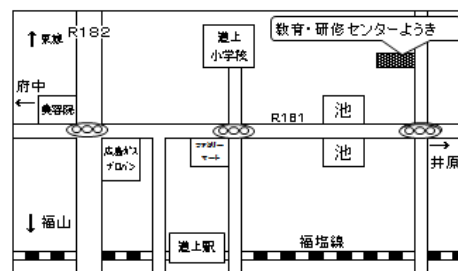 教育・研修センターようき
↑東城
R182
道上
小学校
府中
←
美容院
R181
池
池
→
井原
広島ガス
プロパン
ファミリー
マート
↓福山
道上駅
福塩線